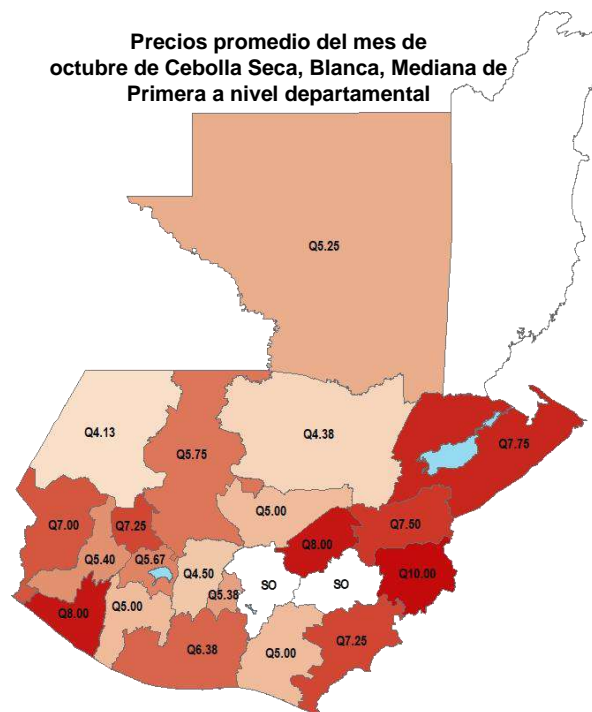 Precios promedio del mes de
octubre de Cebolla Seca, Blanca, Mediana de
Primera a nivel departamental
Q5.25
Q4.13
Q5.75
Q4.38
Q7.75
Q7.00
Q7.25
Q5.00
Q7.50
Q5.40
Q5.67
Q8.00
Q4.50
Q10.00
Q8.00
Q5.00
Q5.38
SO
SO
Q6.38
Q5.00
Q7.25